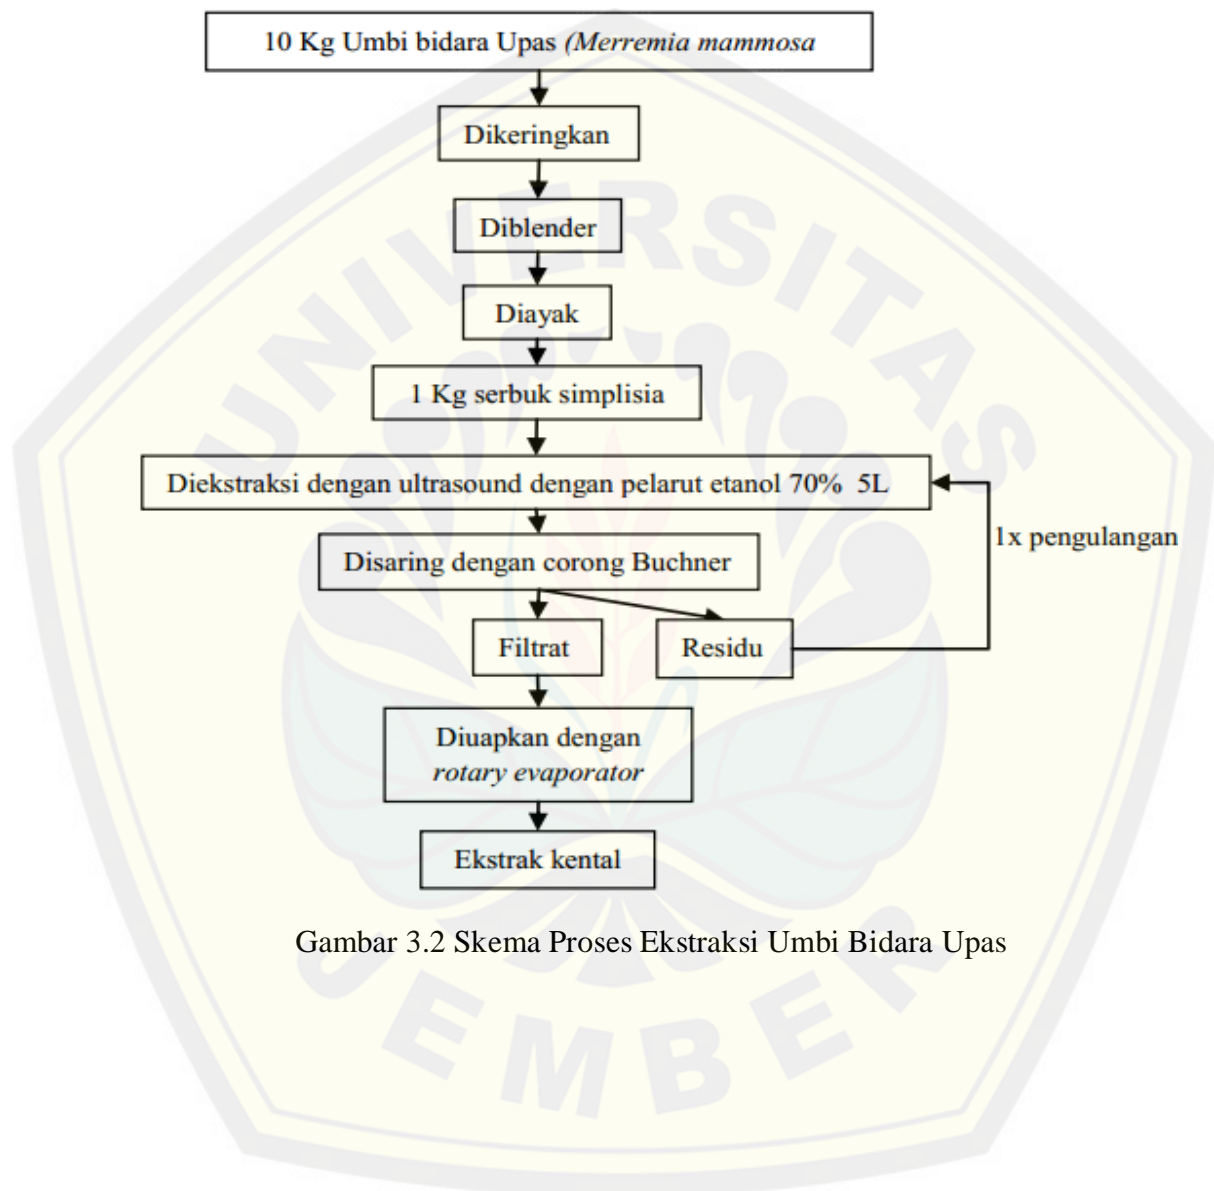 10 Kg Umbi bidara Upas (Merremia mammosa
Dikeringkan
Diblender
Diayak
1 Kg serbuk simplisia
Diekstraksi dengan ultrasound dengan pelarut etanol 70% 5L
1x pengulangan
Disaring dengan corong Buchner
Filtrat
Residu
Diuapkan dengan
rotary evaporator
Ekstrak kental
Gambar 3.2 Skema Proses Ekstraksi Umbi Bidara Upas
UNIVERSITAS
JEMBER